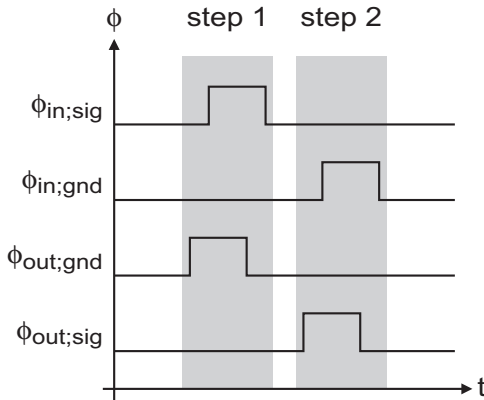 ϕ step 1 step 2
ϕin;sig
ϕin;gnd
ϕout;gnd
ϕout;sig
t